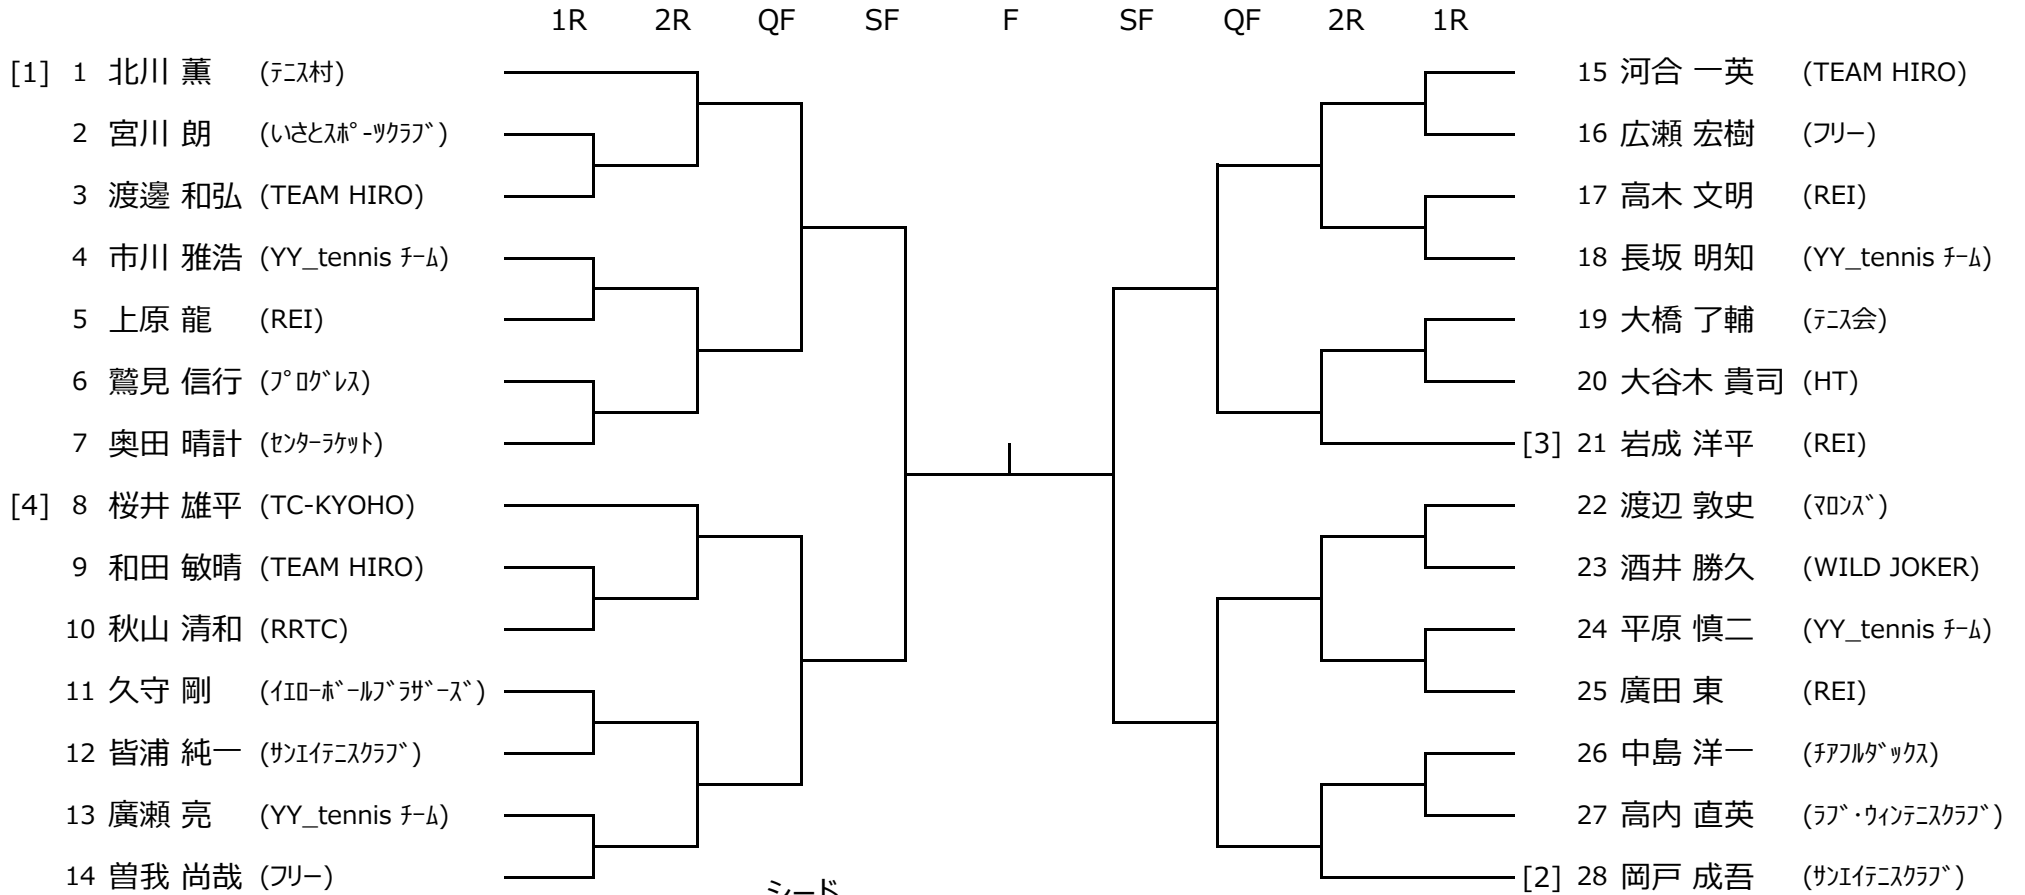 1R 2R QF SF F SF QF 2R 1R
[1] 1 北川 薫 (ﾃﾆｽ村)
2 宮川 朗 (いさとｽﾎﾟｰﾂｸﾗﾌﾞ)
3 渡邊 和弘 (TEAM HIRO)
4 市川 雅浩 (YY_tennis ﾁｰﾑ)
5 上原 龍 (REI)
6 鷲見 信行 (ﾌﾟﾛｸﾞﾚｽ)
7 奥田 晴計 (ｾﾝﾀｰﾗｹｯﾄ)
[4] 8 桜井 雄平 (TC-KYOHO)
9 和田 敏晴 (TEAM HIRO)
10 秋山 清和 (RRTC)
11 久守 剛 (ｲｴﾛｰﾎﾞｰﾙﾌﾞﾗｻﾞｰｽﾞ)
12 皆浦 純一 (ｻﾝｴｲﾃﾆｽｸﾗﾌﾞ)
13 廣瀬 亮 (YY_tennis ﾁｰﾑ)
14 曽我 尚哉 (フリー)
15 河合 一英 (TEAM HIRO)
16 広瀬 宏樹 (フリー)
17 高木 文明 (REI)
18 長坂 明知 (YY_tennis ﾁｰﾑ)
19 大橋 了輔 (ﾃﾆｽ会)
20 大谷木 貴司 (HT)
[3] 21 岩成 洋平 (REI)
22 渡辺 敦史 (ﾏﾛﾝｽﾞ)
23 酒井 勝久 (WILD JOKER)
24 平原 慎二 (YY_tennis ﾁｰﾑ)
25 廣田 東 (REI)
26 中島 洋一 (ﾁｱﾌﾙﾀﾞｯｸｽ)
27 高内 直英 (ﾗﾌﾞ･ｳｨﾝﾃﾆｽｸﾗﾌﾞ)
[2] 28 岡戸 成吾 (ｻﾝｴｲﾃﾆｽｸﾗﾌﾞ)
シード